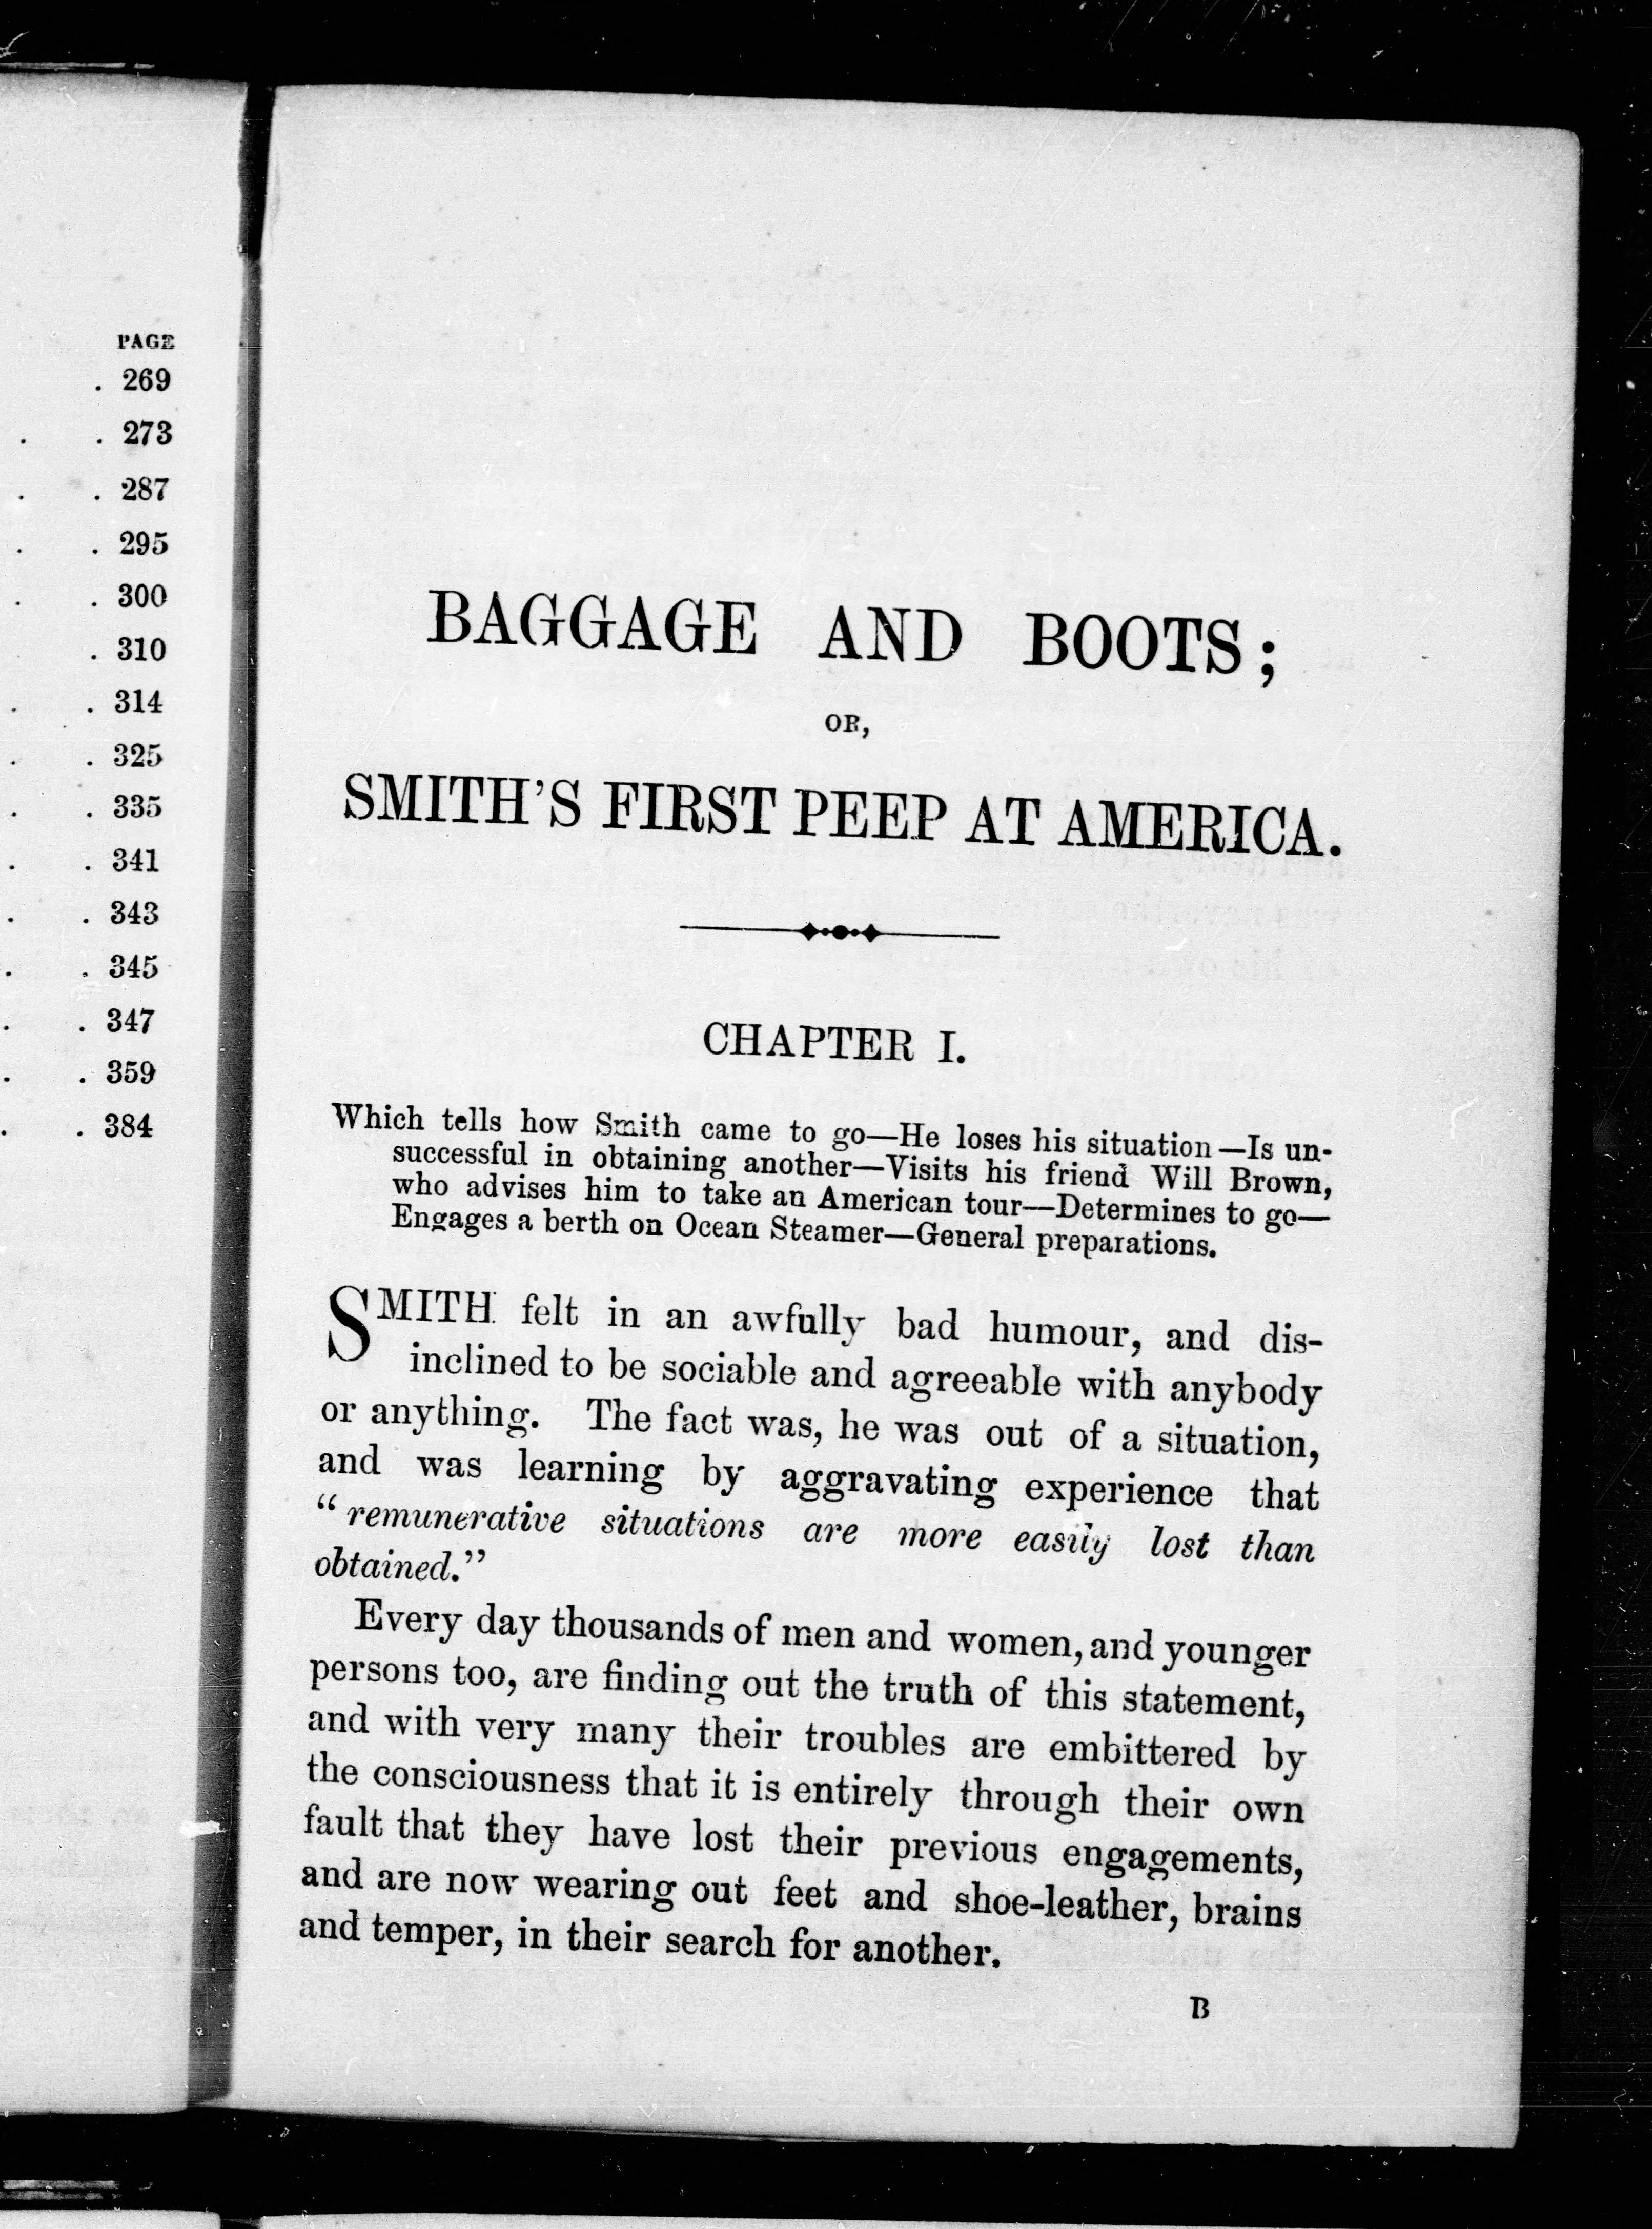 PAGE
. 269
. . 273
. . 287
. . 295
. . 300
. 310
. . 314
. . 325
. . 335
. . 341
. . 343
. . 345
. . 347
. . 359
. . 384
BAGGAGE AND BOOTS;
OR,
SMITH'S FIRST PEEP AT AMERICA.
CHAPTER I.
Which tells how Smith came to go—He loses his situation—Is un-
successful in obtaining another—Visits his friend Will Brown,
who advises him to take an American tour—Determines to go—
Engages a berth on Ocean Steamer—General preparations.
SMITH felt in an awfully bad humour, and dis-
inclined to be sociable and agreeable with anybody
or anything. The fact was, he was out of a situation,
and was learning by aggravating experience that
“remunerative situations are more easily lost than
obtained.”
Every day thousands of men and women, and younger
persons too, are finding out the truth of this statement,
and with very many their troubles are embittered by
the consciousness that it is entirely through their own
fault that they have lost their previous engagements,
and are now wearing out feet and shoe-leather, brains
and temper, in their search for another.
B